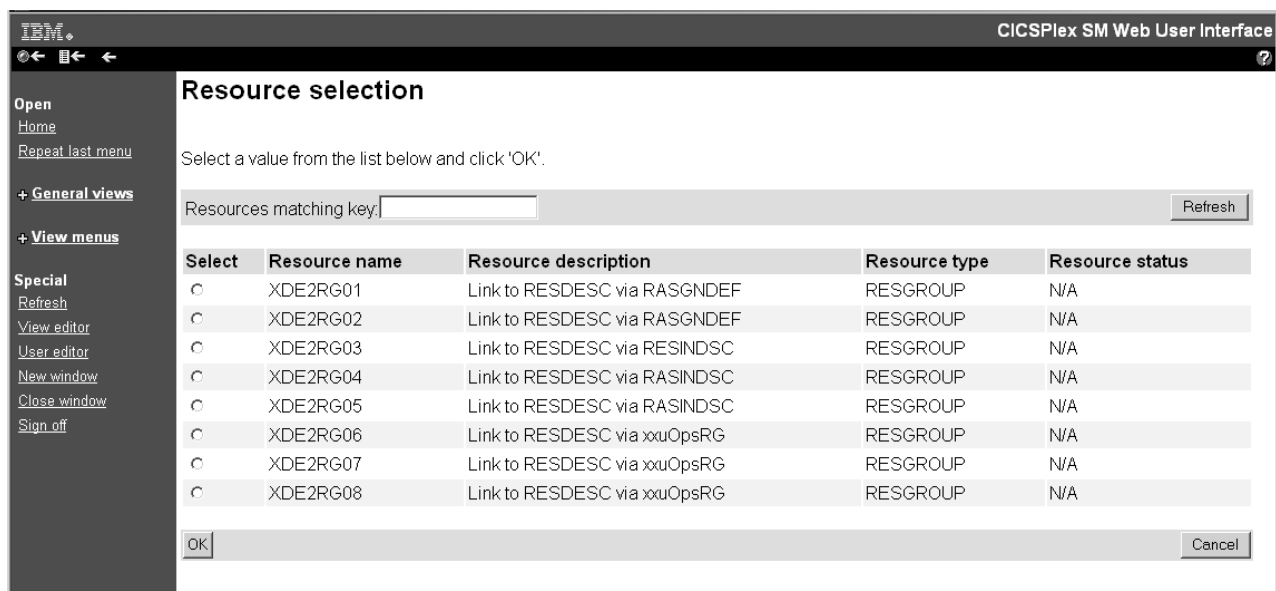 IBM.
CICSPlex SM Web User Interface
Open
Home
Repeat last menu
+ General views
+ View menus
Special
Refresh
View editor
User editor
New window
Close window
Sign off
Resource selection
Select a value from the list below and click 'OK'.
Resources matching key: Refresh
Select Resource name Resource description Resource type Resource status
XDE2RG01 Link to RESDESC via RASGNDEF RESGROUP N/A
XDE2RG02 Link to RESDESC via RASGNDEF RESGROUP N/A
XDE2RG03 Link to RESDESC via RESINDSC RESGROUP N/A
XDE2RG04 Link to RESDESC via RASINDSC RESGROUP N/A
XDE2RG05 Link to RESDESC via RASINDSC RESGROUP N/A
XDE2RG06 Link to RESDESC via xxuOpsRG RESGROUP N/A
XDE2RG07 Link to RESDESC via xxuOpsRG RESGROUP N/A
XDE2RG08 Link to RESDESC via xxuOpsRG RESGROUP N/A
OK Cancel